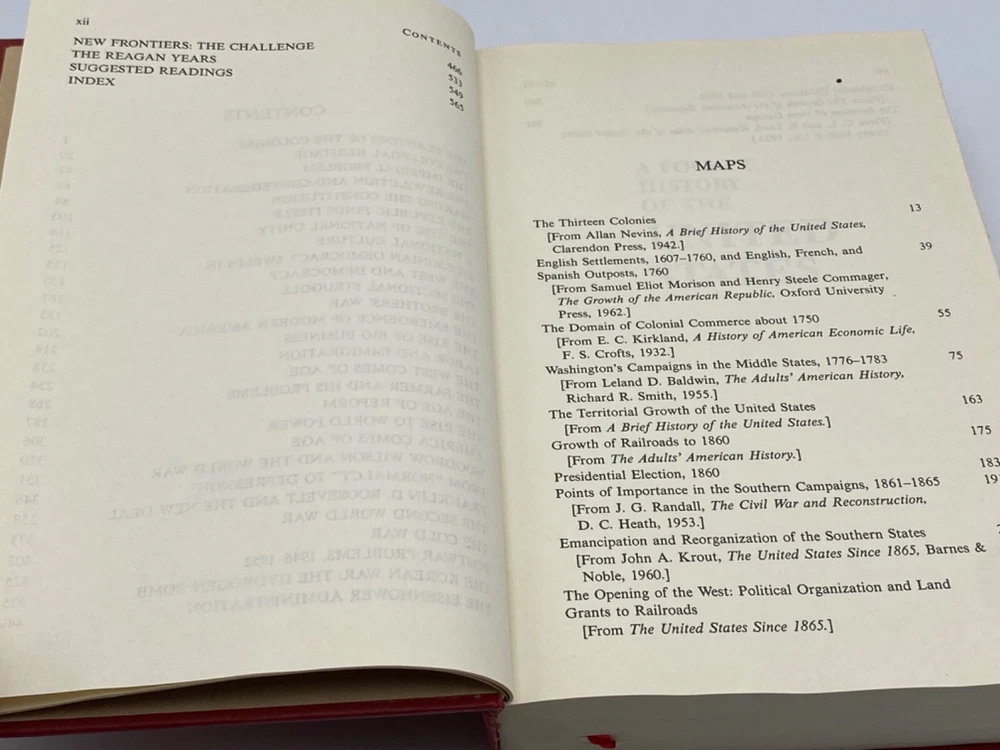 xii
CONTENTS
NEW FRONTIERS: THE CHALLENGE 466
THE REAGAN YEARS 533
SUGGESTED READINGS 549
INDEX 565
MAPS
The Thirteen Colonies 13
[From Allan Nevins, A Brief History of the United States,
Clarendon Press, 1942.]
English Settlements, 1607–1760, and English, French, and
Spanish Outposts, 1760 39
[From Samuel Eliot Morison and Henry Steele Commager,
The Growth of the American Republic, Oxford University
Press, 1962.]
The Domain of Colonial Commerce about 1750 55
[From E. C. Kirkland, A History of American Economic Life,
F. S. Crofts, 1932.]
Washington's Campaigns in the Middle States, 1776–1783 75
[From Leland D. Baldwin, The Adults' American History,
Richard R. Smith, 1955.]
The Territorial Growth of the United States 163
[From A Brief History of the United States.]
Growth of Railroads to 1860 175
[From The Adults' American History.]
Presidential Election, 1860 183
Points of Importance in the Southern Campaigns, 1861–1865
[From J. G. Randall, The Civil War and Reconstruction,
D. C. Heath, 1953.]
Emancipation and Reorganization of the Southern States
[From John A. Krout, The United States Since 1865, Barnes &
Noble, 1960.]
The Opening of the West: Political Organization and Land
Grants to Railroads
[From The United States Since 1865.]